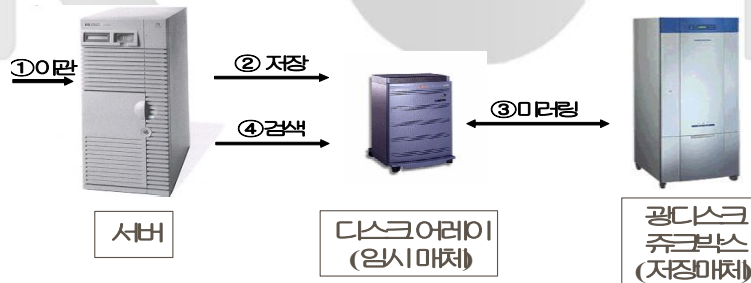 ①이관
② 저장
④검색
③미러링
서버
디스크 어레이
(임시 매체)
광디스크
쥬크박스
(저장매체)